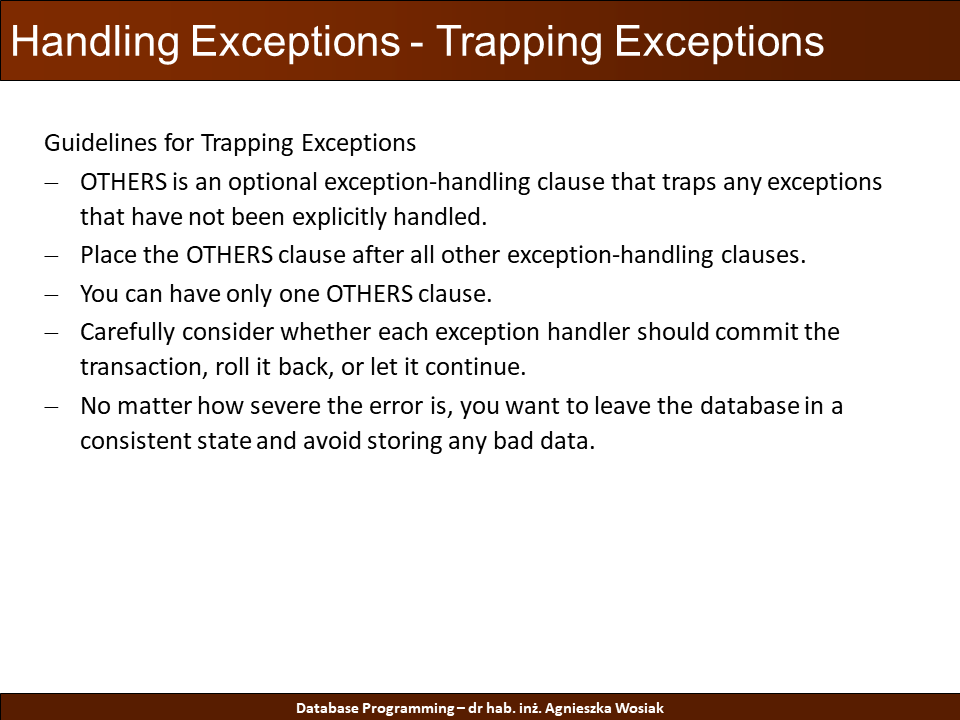 Handling Exceptions - Trapping Exceptions
Guidelines for Trapping Exceptions
– OTHERS is an optional exception-handling clause that traps any exceptions
that have not been explicitly handled.
– Place the OTHERS clause after all other exception-handling clauses.
– You can have only one OTHERS clause.
– Carefully consider whether each exception handler should commit the
transaction, roll it back, or let it continue.
– No matter how severe the error is, you want to leave the database in a
consistent state and avoid storing any bad data.
Database Programming – dr hab. inż. Agnieszka Wosiak